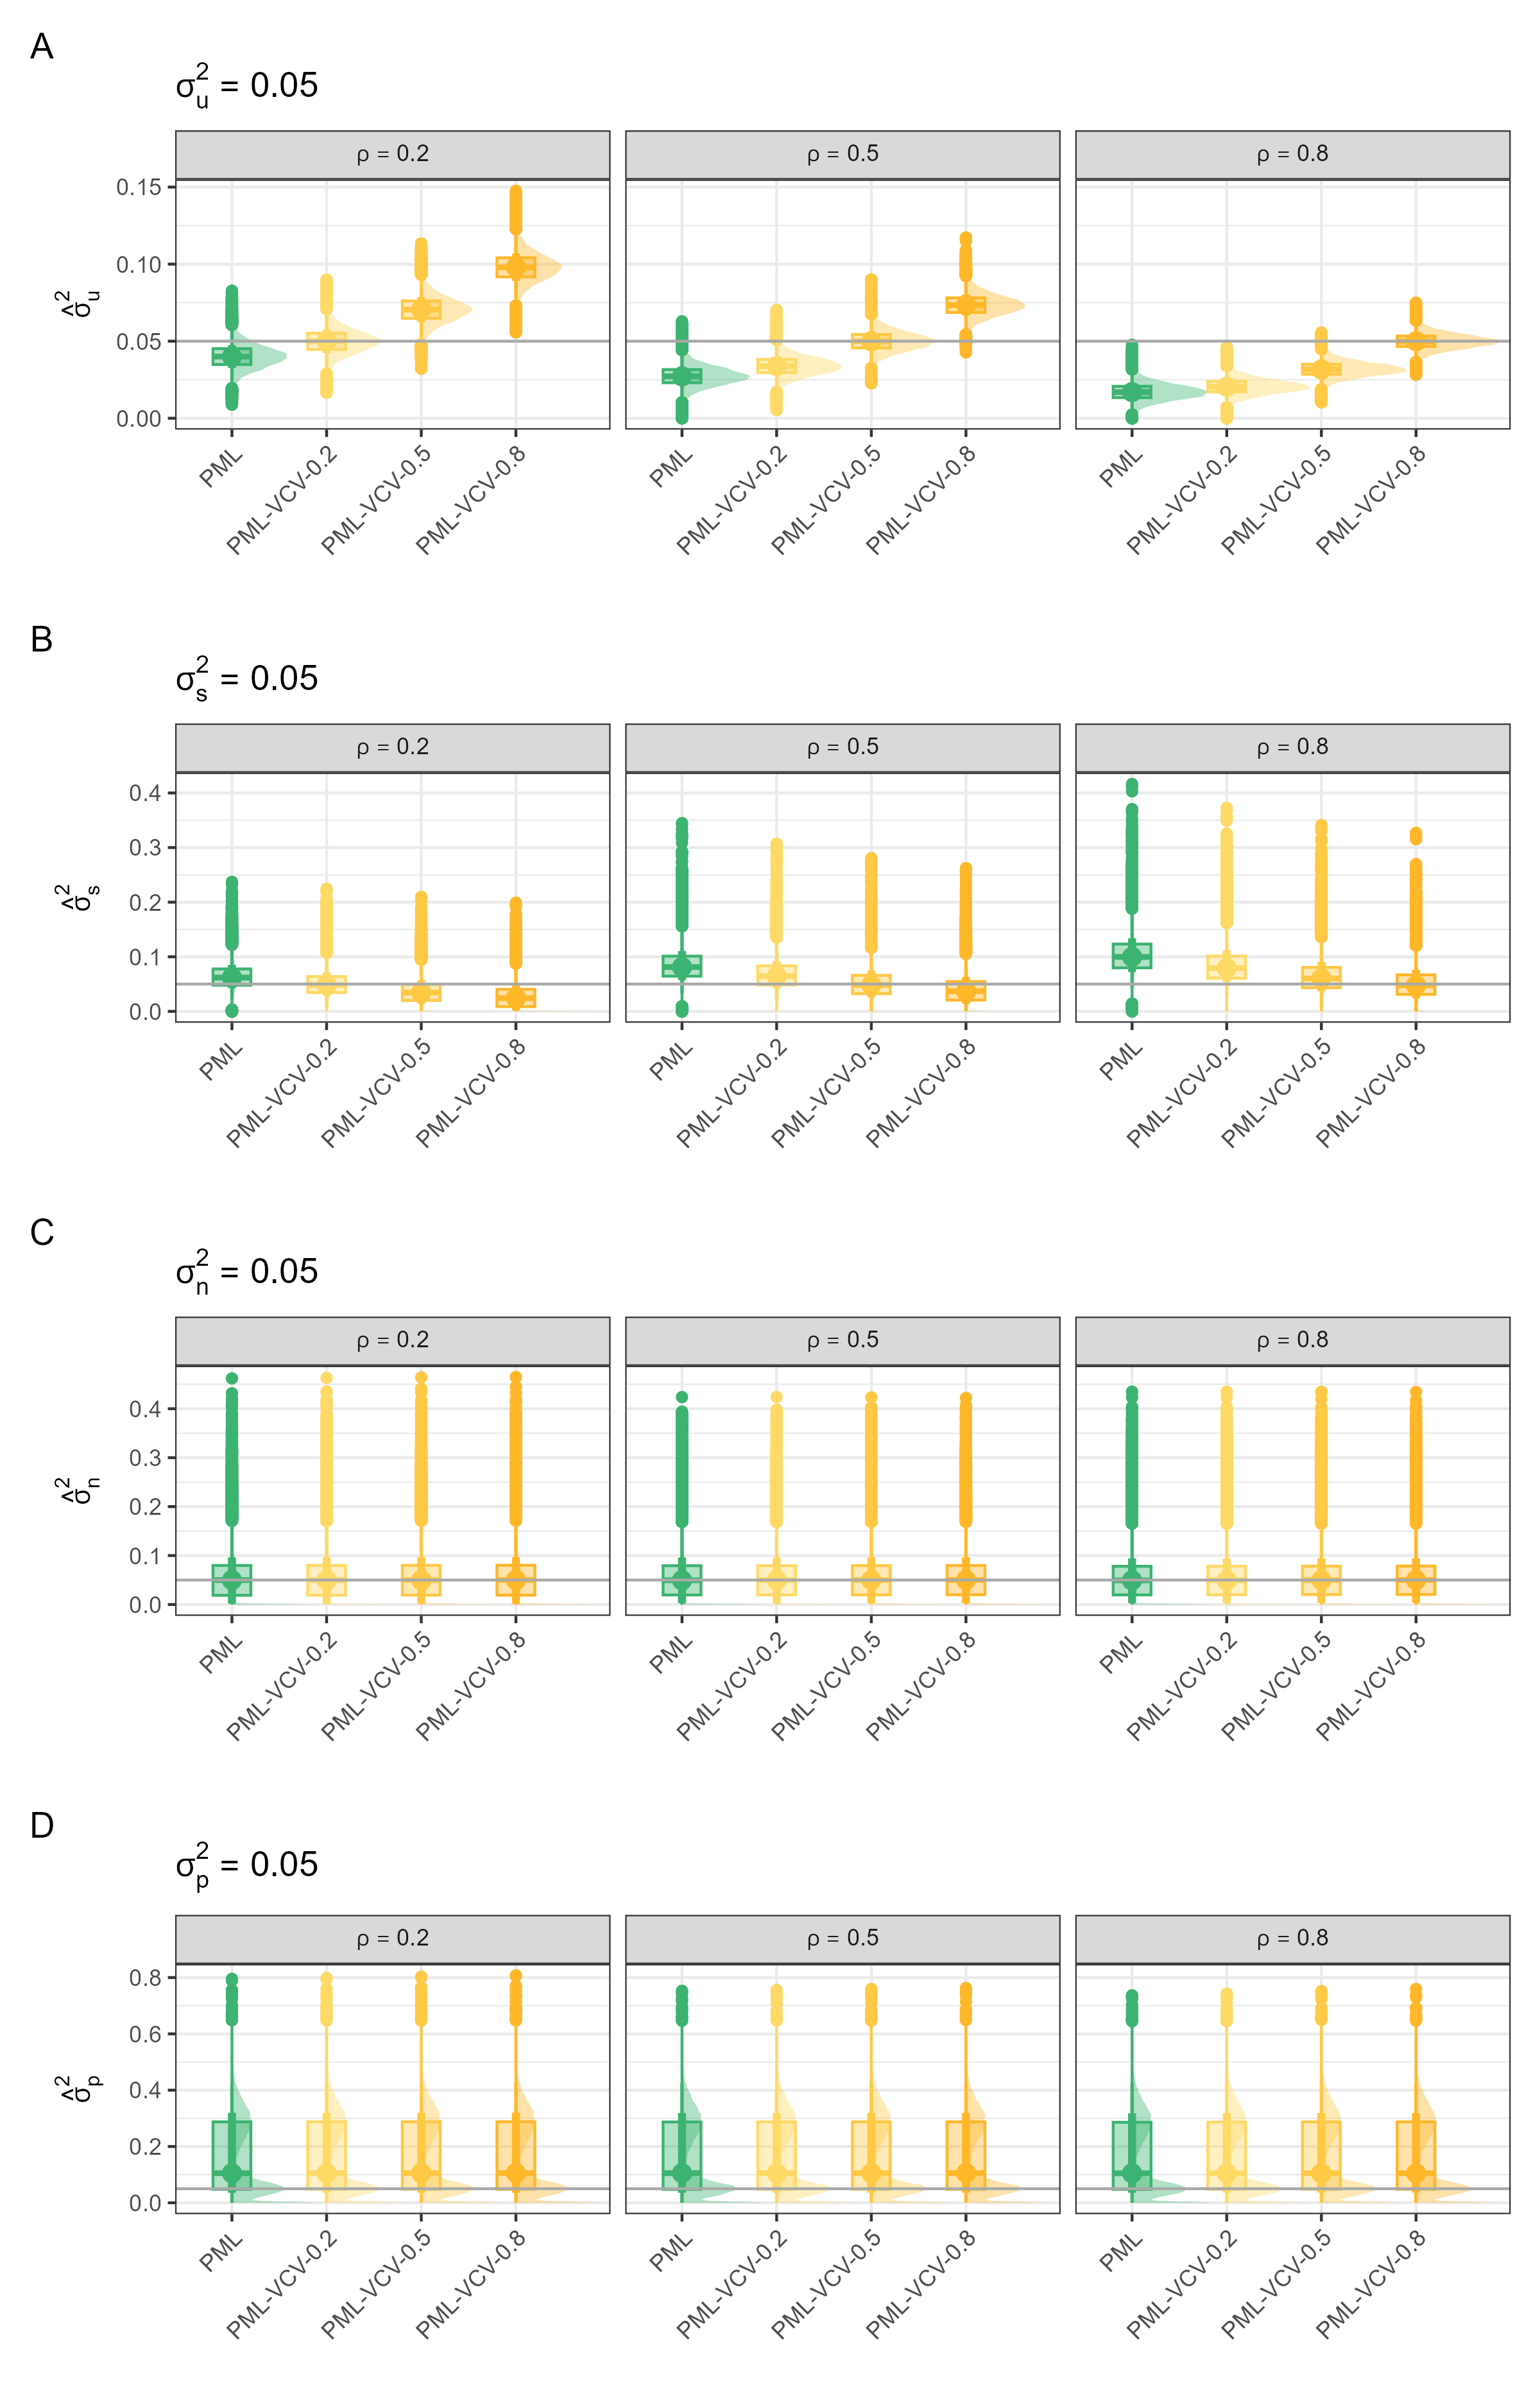 A
σ²ᵤ = 0.05
ρ = 0.2 ρ = 0.5 ρ = 0.8
0.15
0.10
0.05
0.00
σ̂²ᵤ
PML PML-VCV-0.2 PML-VCV-0.5 PML-VCV-0.8 PML PML-VCV-0.2 PML-VCV-0.5 PML-VCV-0.8 PML PML-VCV-0.2 PML-VCV-0.5 PML-VCV-0.8
B
σ²ₛ = 0.05
ρ = 0.2 ρ = 0.5 ρ = 0.8
0.4
0.3
0.2
0.1
0.0
σ̂²ₛ
PML PML-VCV-0.2 PML-VCV-0.5 PML-VCV-0.8 PML PML-VCV-0.2 PML-VCV-0.5 PML-VCV-0.8 PML PML-VCV-0.2 PML-VCV-0.5 PML-VCV-0.8
C
σ²ₙ = 0.05
ρ = 0.2 ρ = 0.5 ρ = 0.8
0.4
0.3
0.2
0.1
0.0
σ̂²ₙ
PML PML-VCV-0.2 PML-VCV-0.5 PML-VCV-0.8 PML PML-VCV-0.2 PML-VCV-0.5 PML-VCV-0.8 PML PML-VCV-0.2 PML-VCV-0.5 PML-VCV-0.8
D
σ²ₚ = 0.05
ρ = 0.2 ρ = 0.5 ρ = 0.8
0.8
0.6
0.4
0.2
0.0
σ̂²ₚ
PML PML-VCV-0.2 PML-VCV-0.5 PML-VCV-0.8 PML PML-VCV-0.2 PML-VCV-0.5 PML-VCV-0.8 PML PML-VCV-0.2 PML-VCV-0.5 PML-VCV-0.8